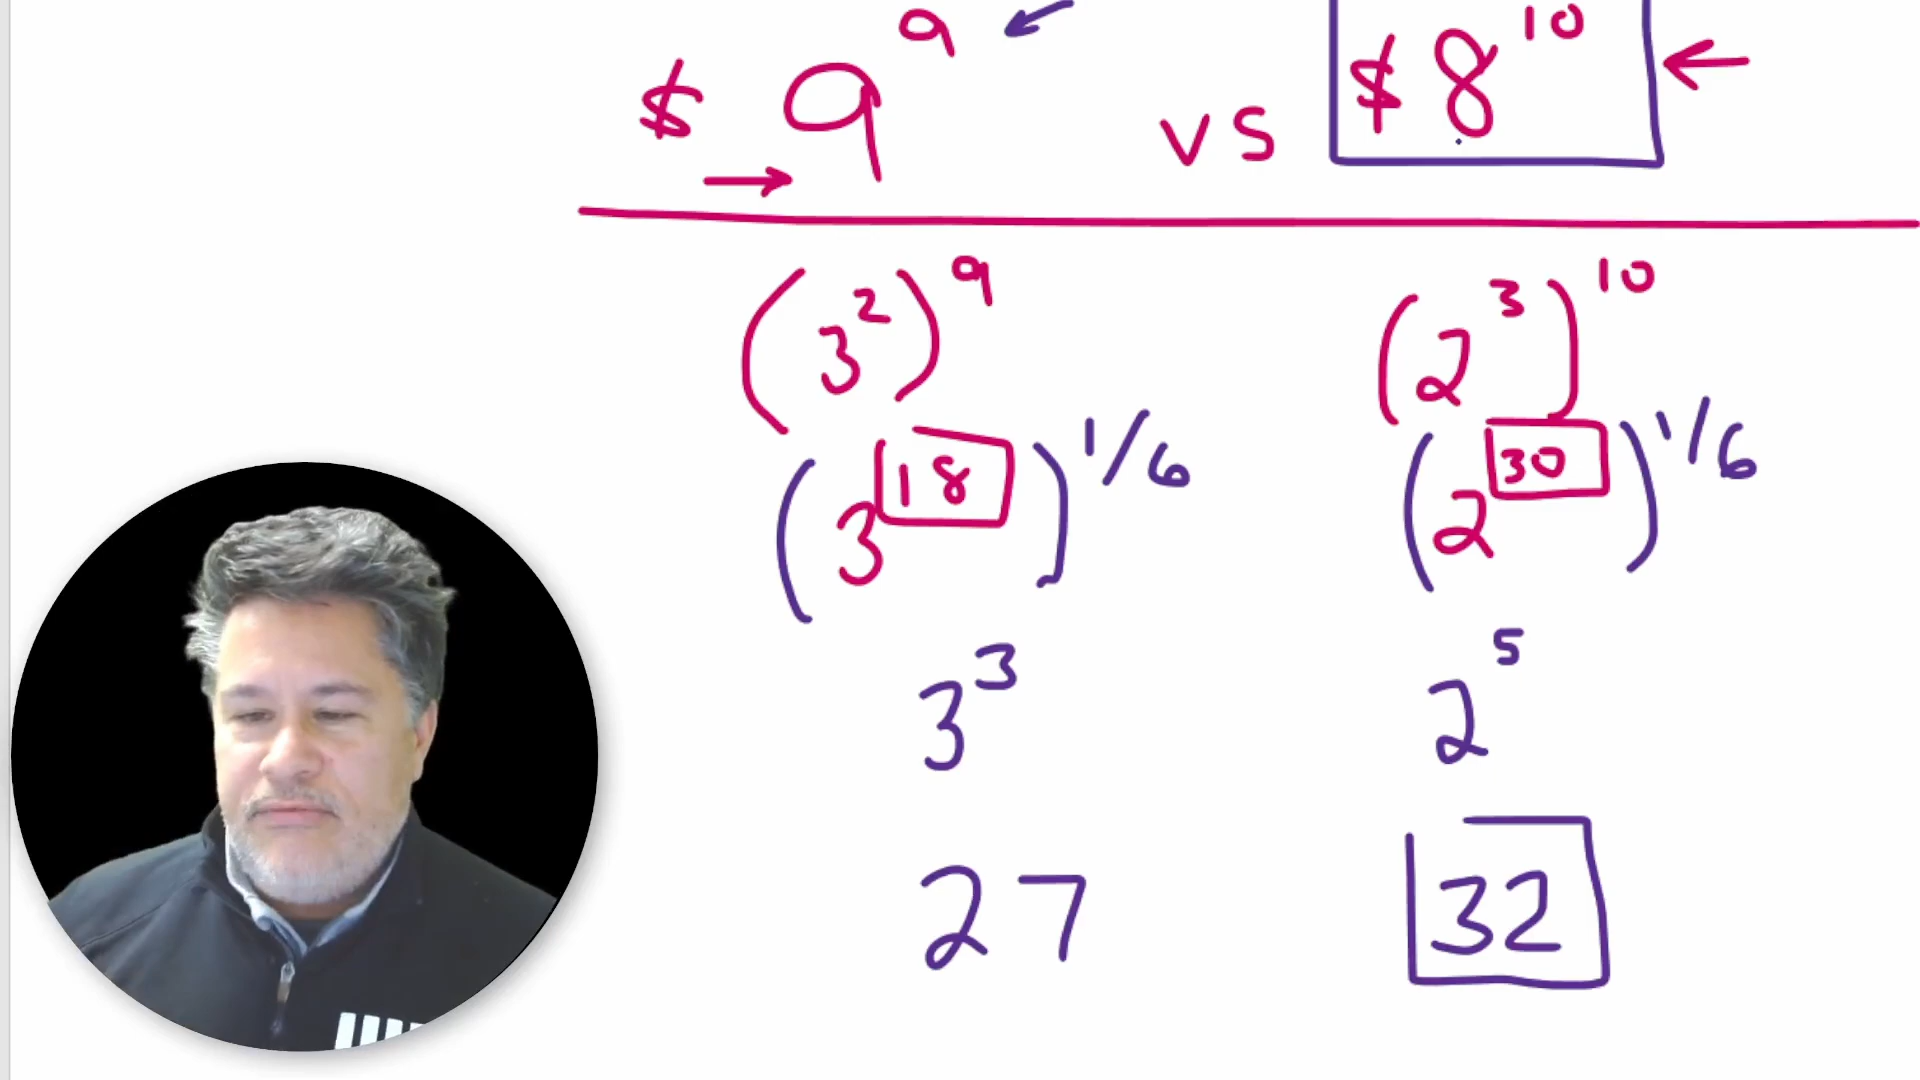 $ 9^9 vs $ 8^10
(3^2)^9 (2^3)^10
(3^18)^1/6 (2^30)^1/6
3^3 2^5
27 32